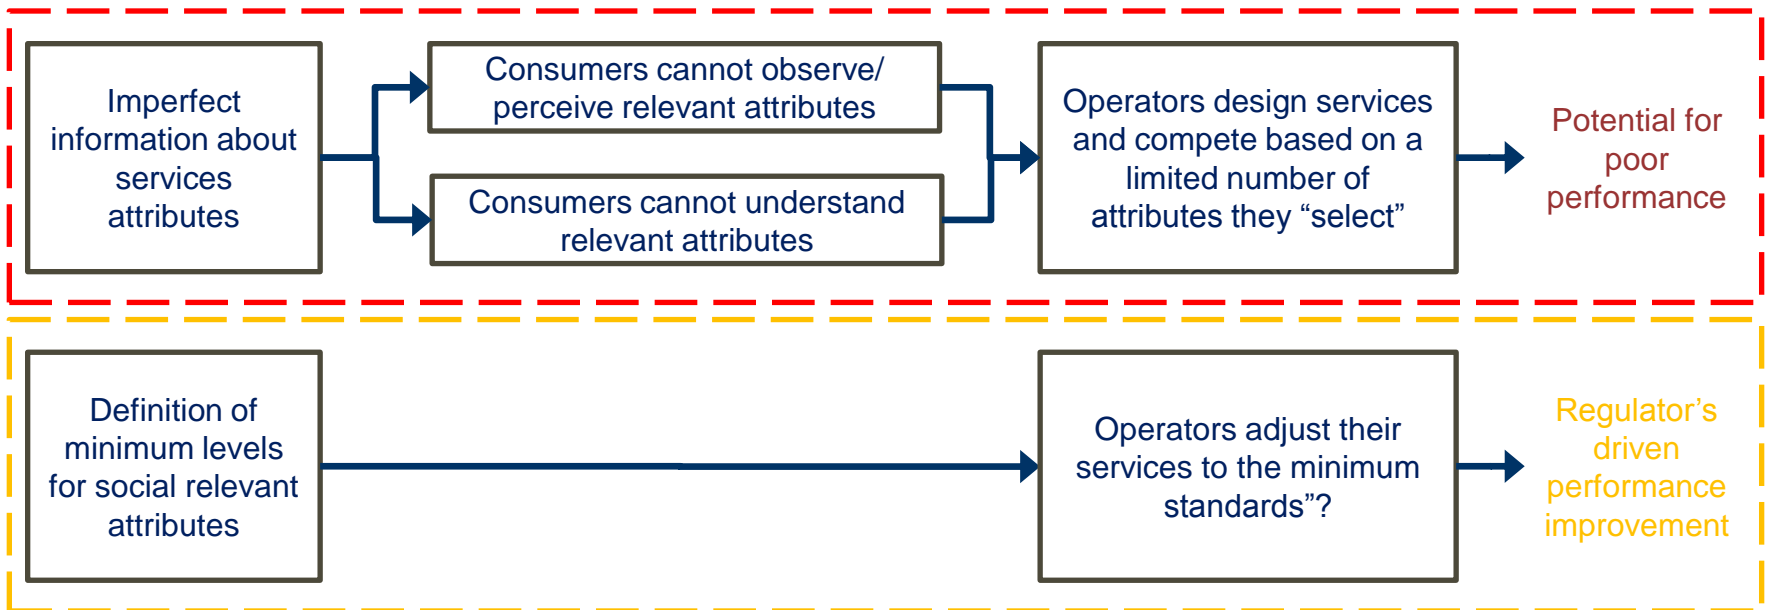 Imperfect
information about
services
attributes
Consumers cannot observe/
perceive relevant attributes
Consumers cannot understand
relevant attributes
Operators design services
and compete based on a
limited number of
attributes they “select”
Potential for
poor
performance
Definition of
minimum levels
for social relevant
attributes
Operators adjust their
services to the minimum
standards”?
Regulator’s
driven
performance
improvement